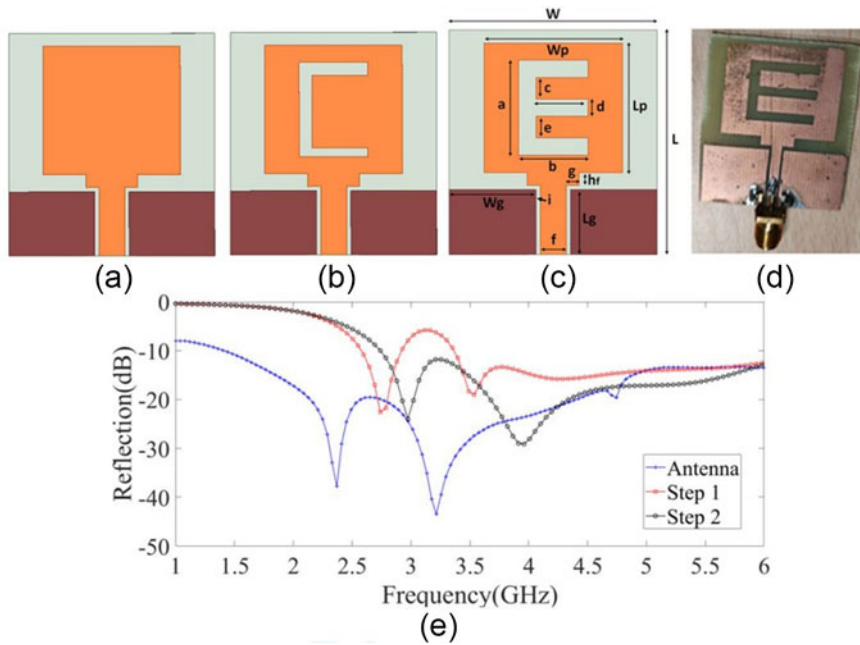 W
Wp
a
c
d
e
b
Lp
L
g
hf
i
Wg
Lg
f
(a)
(b)
(c)
(d)
Reflection(dB)
0
-10
-20
-30
-40
-50
Antenna
Step 1
Step 2
1
1.5
2
2.5
3
3.5
4
4.5
5
5.5
6
Frequency(GHz)
(e)